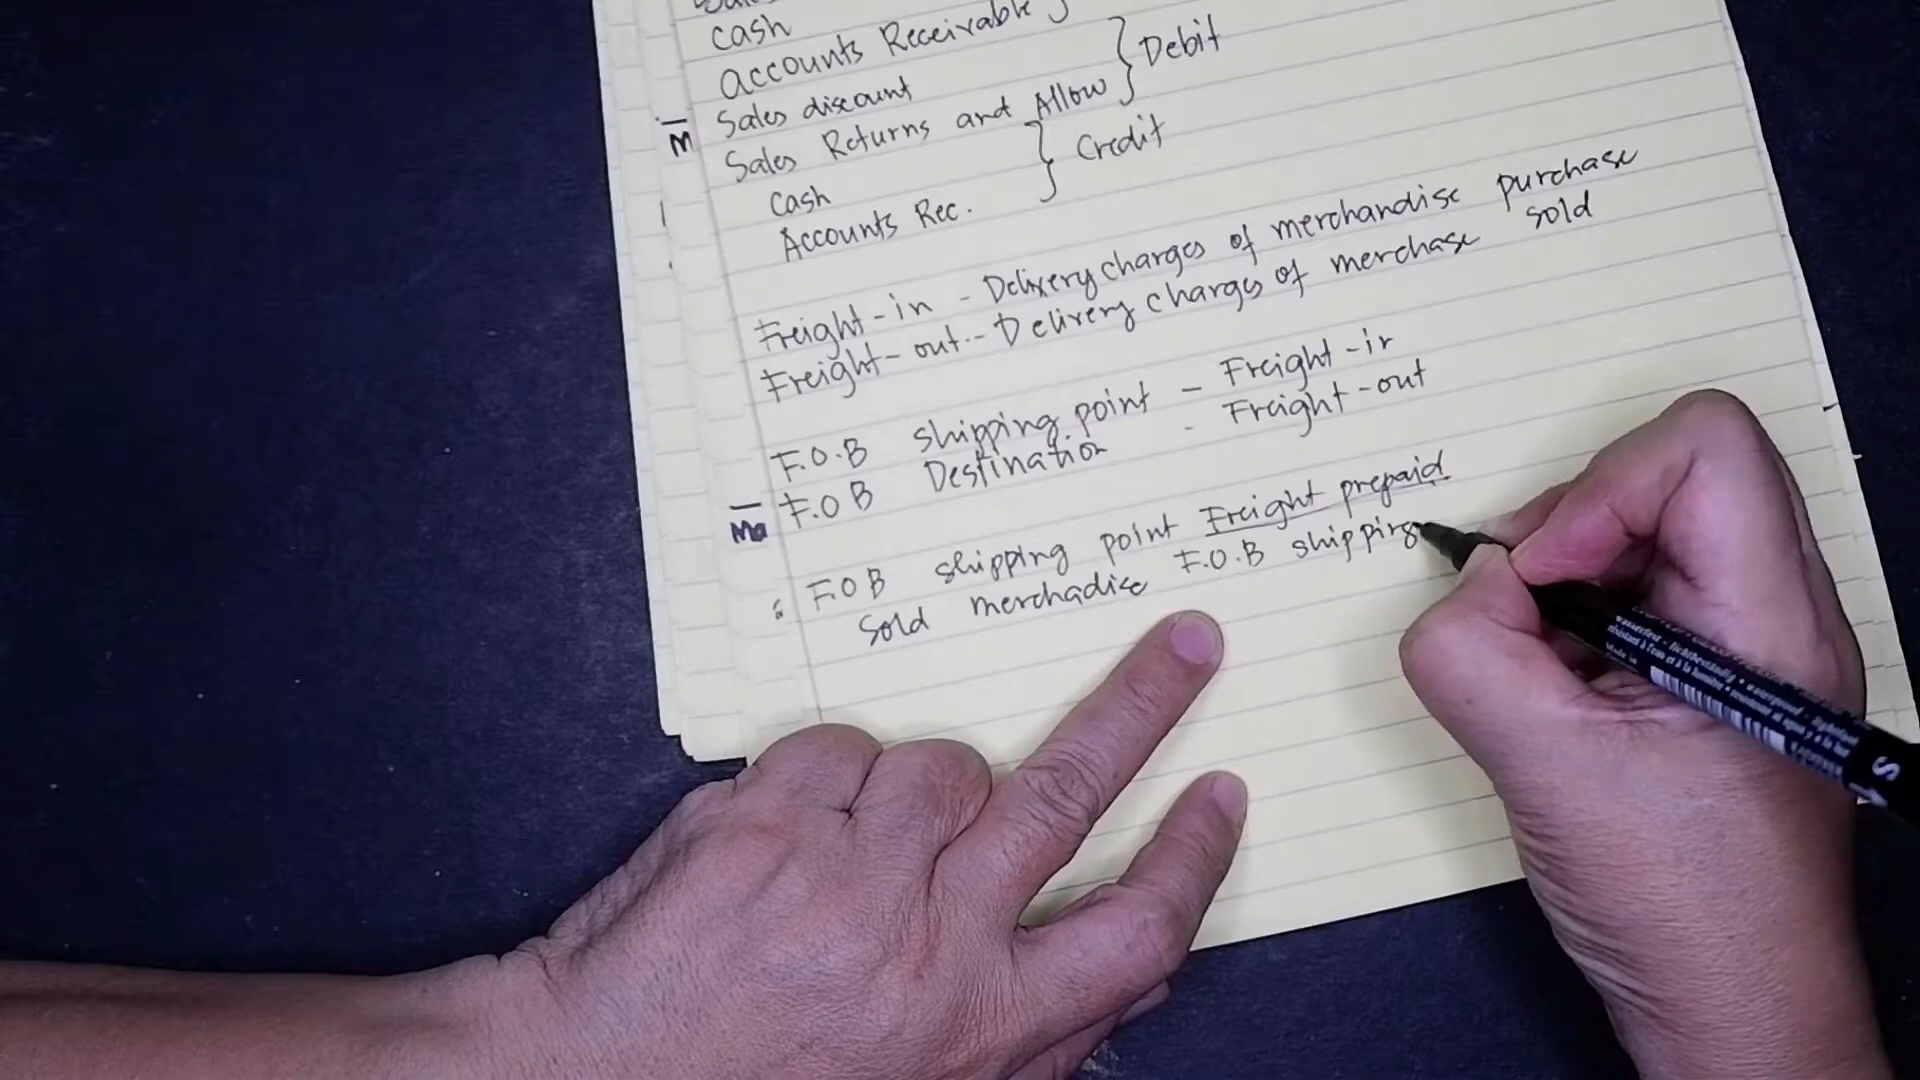 Cash
Accounts Receivable
Sales discount
Sales Returns and Allow } Debit
Cash
Accounts Rec. } Credit
Freight-in - Delivery charges of merchandise purchase
Freight-out - Delivery charges of merchase sold
F.O.B shipping point - Freight-in
F.O.B Destination - Freight-out
F.O.B shipping point Freight prepaid
Sold merchadise F.O.B shipping
M
Ma
S